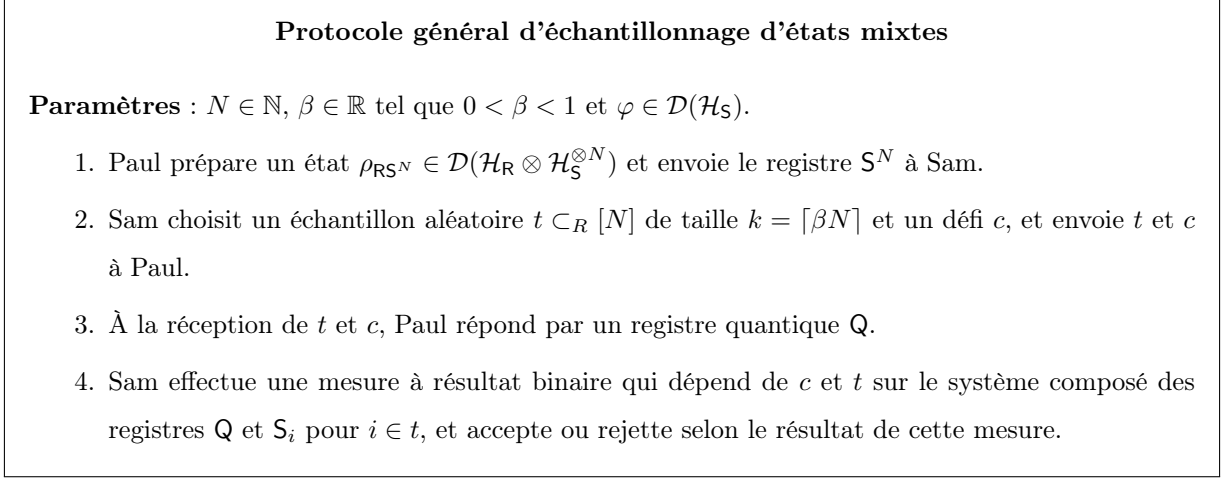 Protocole général d'échantillonnage d'états mixtes
Paramètres : N ∈ ℕ, β ∈ ℝ tel que 0 < β < 1 et φ ∈ 𝒟(ℋ_S).
1. Paul prépare un état ρ_{RS^N} ∈ 𝒟(ℋ_R ⊗ ℋ_S^{⊗N}) et envoie le registre S^N à Sam.
2. Sam choisit un échantillon aléatoire t ⊂_R [N] de taille k = ⌈βN⌉ et un défi c, et envoie t et c
à Paul.
3. À la réception de t et c, Paul répond par un registre quantique Q.
4. Sam effectue une mesure à résultat binaire qui dépend de c et t sur le système composé des
registres Q et S_i pour i ∈ t, et accepte ou rejette selon le résultat de cette mesure.